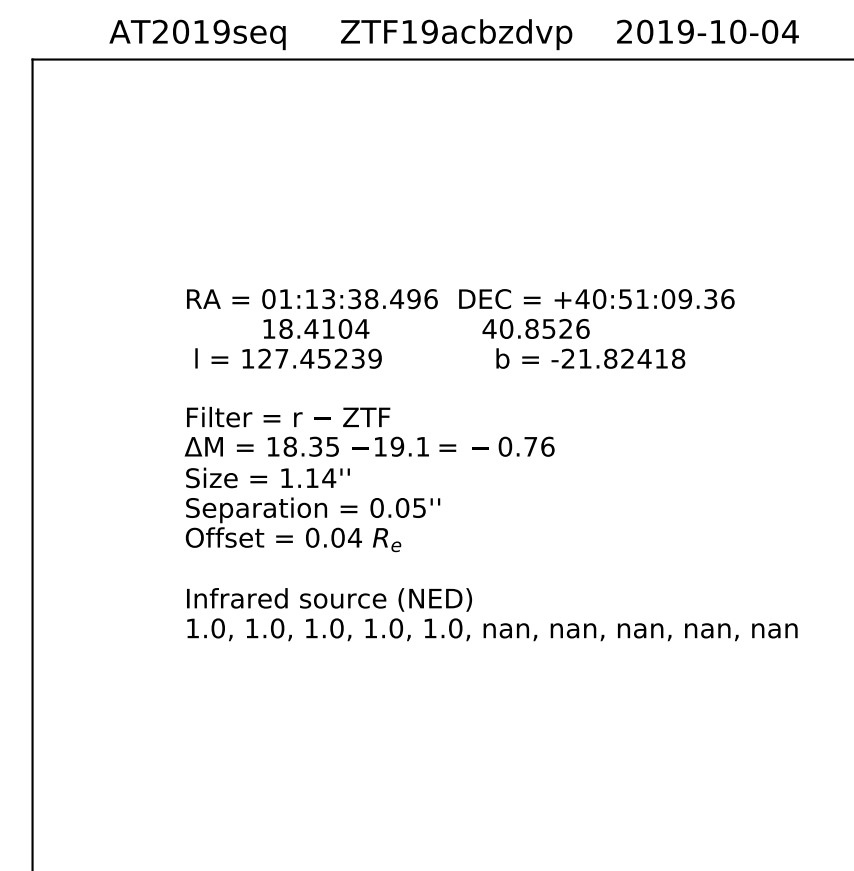 AT2019seq ZTF19acbzdvp 2019-10-04
RA = 01:13:38.496 DEC = +40:51:09.36
18.4104 40.8526
l = 127.45239 b = -21.82418
Filter = r − ZTF
ΔM = 18.35 −19.1 = − 0.76
Size = 1.14''
Separation = 0.05''
Offset = 0.04 Rₑ
Infrared source (NED)
1.0, 1.0, 1.0, 1.0, 1.0, nan, nan, nan, nan, nan